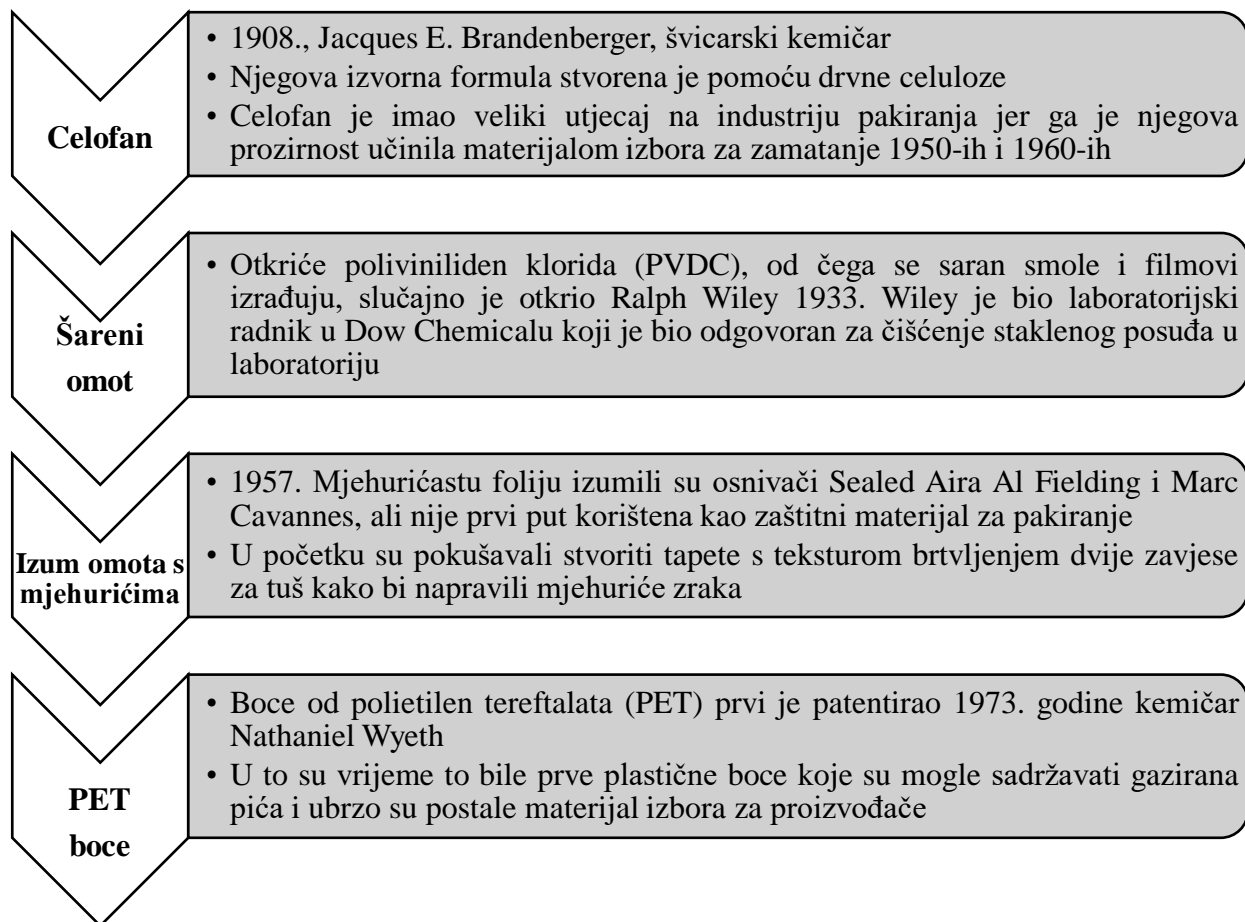 Celofan
• 1908., Jacques E. Brandenberger, švicarski kemičar
• Njegova izvorna formula stvorena je pomoću drvne celuloze
• Celofan je imao veliki utjecaj na industriju pakiranja jer ga je njegova
prozirnost učinila materijalom izbora za zamatanje 1950-ih i 1960-ih
Šareni
omot
• Otkriće poliviniliden klorida (PVDC), od čega se saran smole i filmovi
izrađuju, slučajno je otkrio Ralph Wiley 1933. Wiley je bio laboratorijski
radnik u Dow Chemicalu koji je bio odgovoran za čišćenje staklenog posuđa u
laboratoriju
Izum omota s
mjehurićima
• 1957. Mjehurićastu foliju izumili su osnivači Sealed Aira Al Fielding i Marc
Cavannes, ali nije prvi put korištena kao zaštitni materijal za pakiranje
• U početku su pokušavali stvoriti tapete s teksturom brtvljenjem dvije zavjese
za tuš kako bi napravili mjehuriće zraka
PET
boce
• Boce od polietilen tereftalata (PET) prvi je patentirao 1973. godine kemičar
Nathaniel Wyeth
• U to su vrijeme to bile prve plastične boce koje su mogle sadržavati gazirana
pića i ubrzo su postale materijal izbora za proizvođače